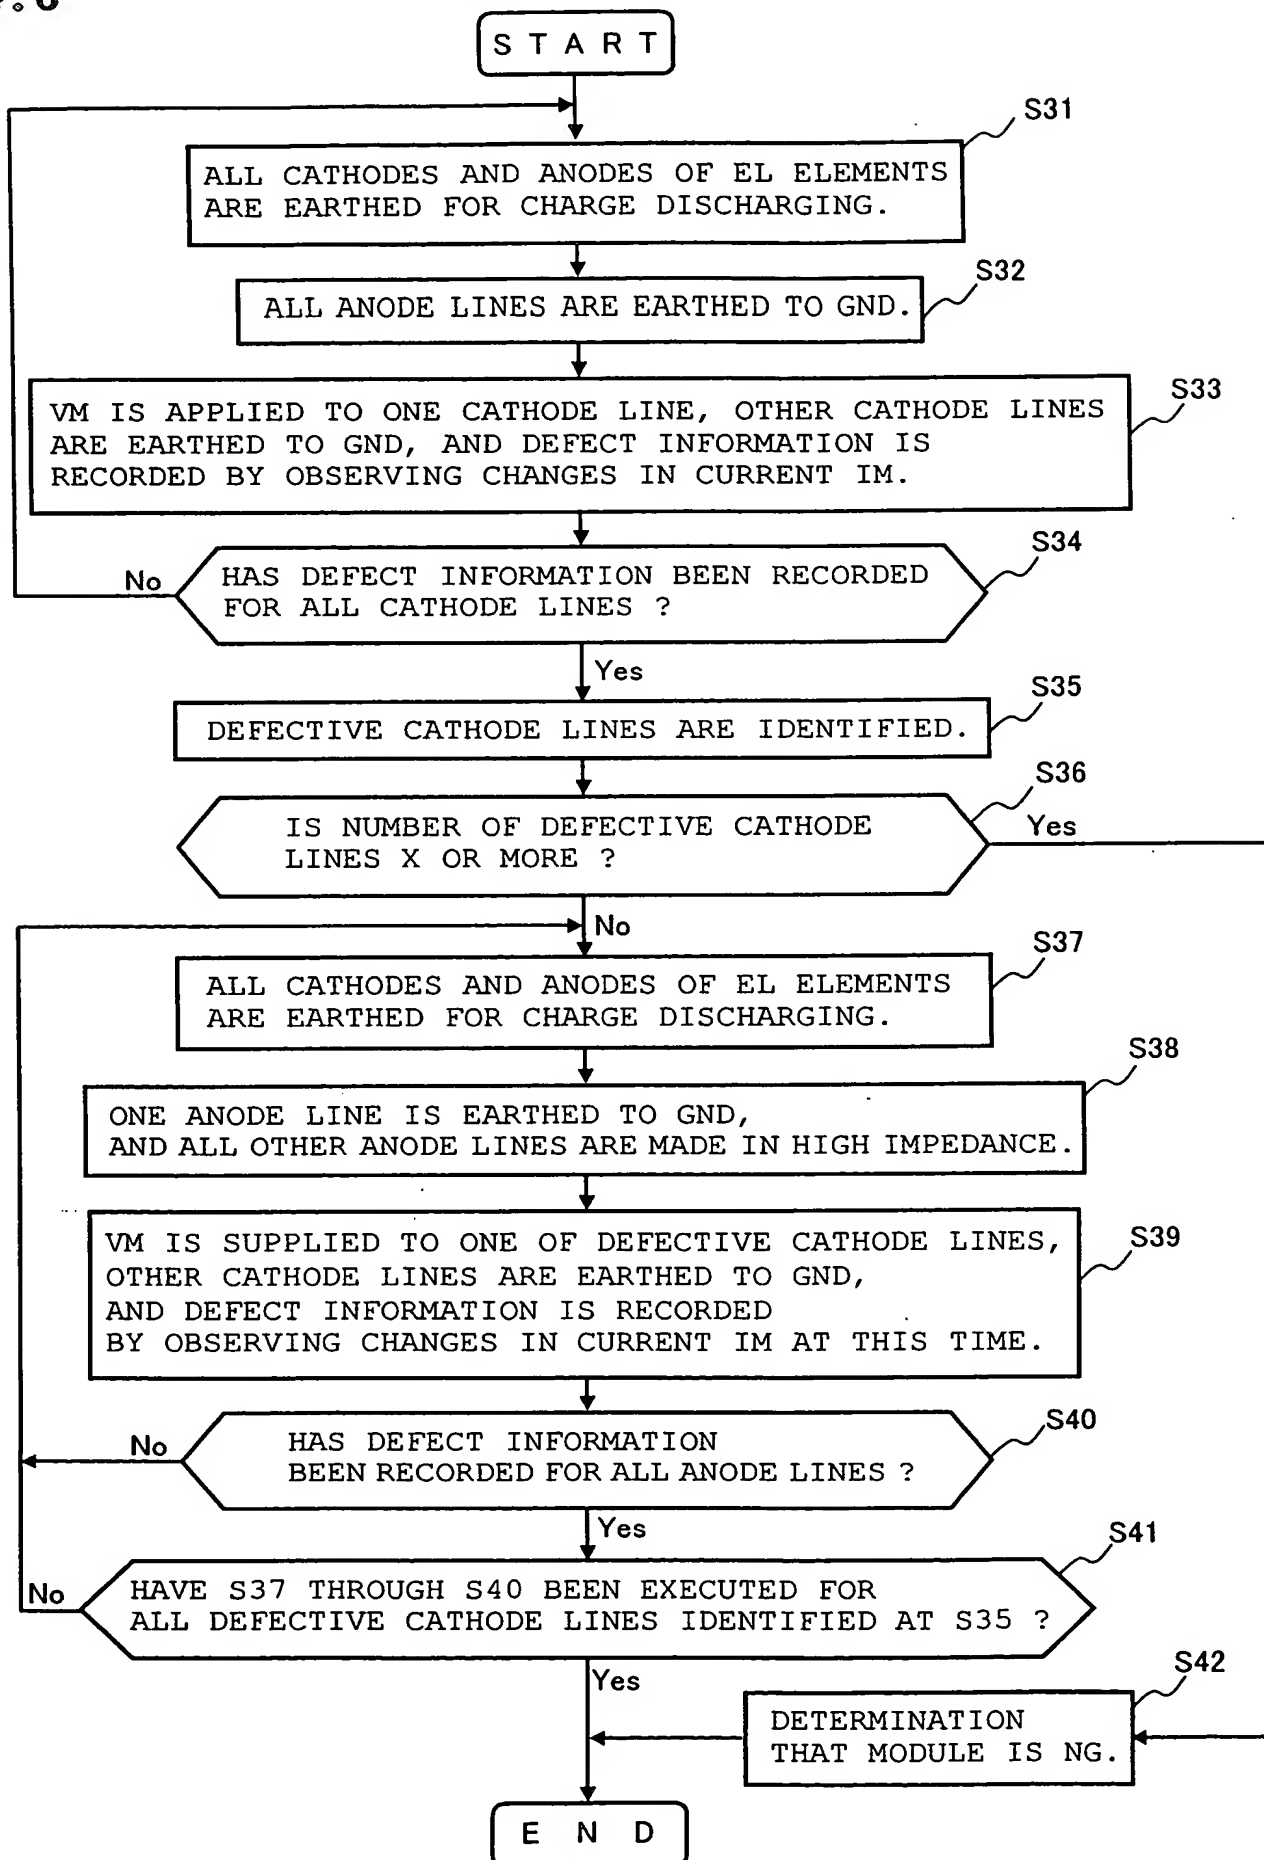 S T A R T
S31
ALL CATHODES AND ANODES OF EL ELEMENTS
ARE EARTHED FOR CHARGE DISCHARGING.
S32
ALL ANODE LINES ARE EARTHED TO GND.
S33
VM IS APPLIED TO ONE CATHODE LINE, OTHER CATHODE LINES
ARE EARTHED TO GND, AND DEFECT INFORMATION IS
RECORDED BY OBSERVING CHANGES IN CURRENT IM.
S34
No
HAS DEFECT INFORMATION BEEN RECORDED
FOR ALL CATHODE LINES ?
Yes
S35
DEFECTIVE CATHODE LINES ARE IDENTIFIED.
S36
IS NUMBER OF DEFECTIVE CATHODE
LINES X OR MORE ?
Yes
No
S37
ALL CATHODES AND ANODES OF EL ELEMENTS
ARE EARTHED FOR CHARGE DISCHARGING.
S38
ONE ANODE LINE IS EARTHED TO GND,
AND ALL OTHER ANODE LINES ARE MADE IN HIGH IMPEDANCE.
S39
VM IS SUPPLIED TO ONE OF DEFECTIVE CATHODE LINES,
OTHER CATHODE LINES ARE EARTHED TO GND,
AND DEFECT INFORMATION IS RECORDED
BY OBSERVING CHANGES IN CURRENT IM AT THIS TIME.
S40
No
HAS DEFECT INFORMATION
BEEN RECORDED FOR ALL ANODE LINES ?
Yes
S41
No
HAVE S37 THROUGH S40 BEEN EXECUTED FOR
ALL DEFECTIVE CATHODE LINES IDENTIFIED AT S35 ?
Yes
S42
DETERMINATION
THAT MODULE IS NG.
E N D